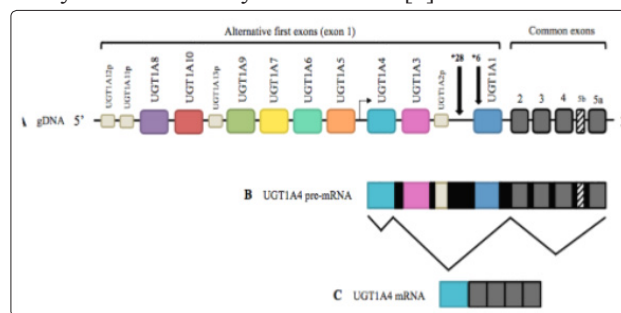 Alternative first exons (exon 1)
Common exons
UGT1A12p
UGT1A11p
UGT1A8
UGT1A10
UGT1A13p
UGT1A9
UGT1A7
UGT1A6
UGT1A5
UGT1A4
UGT1A3
UGT1A2p
*28
*6
UGT1A1
2 3 4 5b 5a
gDNA 5’
B UGT1A4 pre-mRNA
C UGT1A4 mRNA